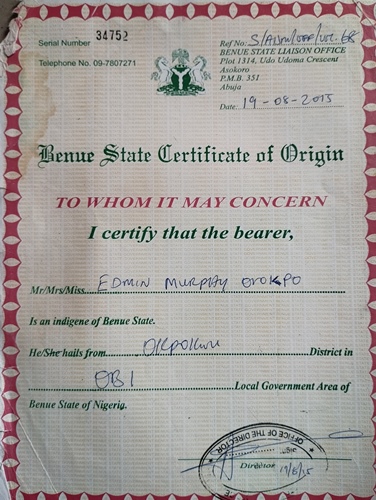 Serial Number 34752
Telephone No. 09-7807271
Ref No:
BENUE STATE LIAISON OFFICE
Plot 1314, Udo Udoma Crescent
Asokoro
P.M.B. 351
Abuja
Date: 19-08-2015
Benue State Certificate of Origin
TO WHOM IT MAY CONCERN
I certify that the bearer,
Mr/Mrs/Miss EDMIN MURPHY OTOKPO
Is an indigene of Benue State.
He/She hails from OKPOKWU District in
OBI Local Government Area of
Benue State of Nigeria.
OFFICE OF THE DIRECTOR
Director